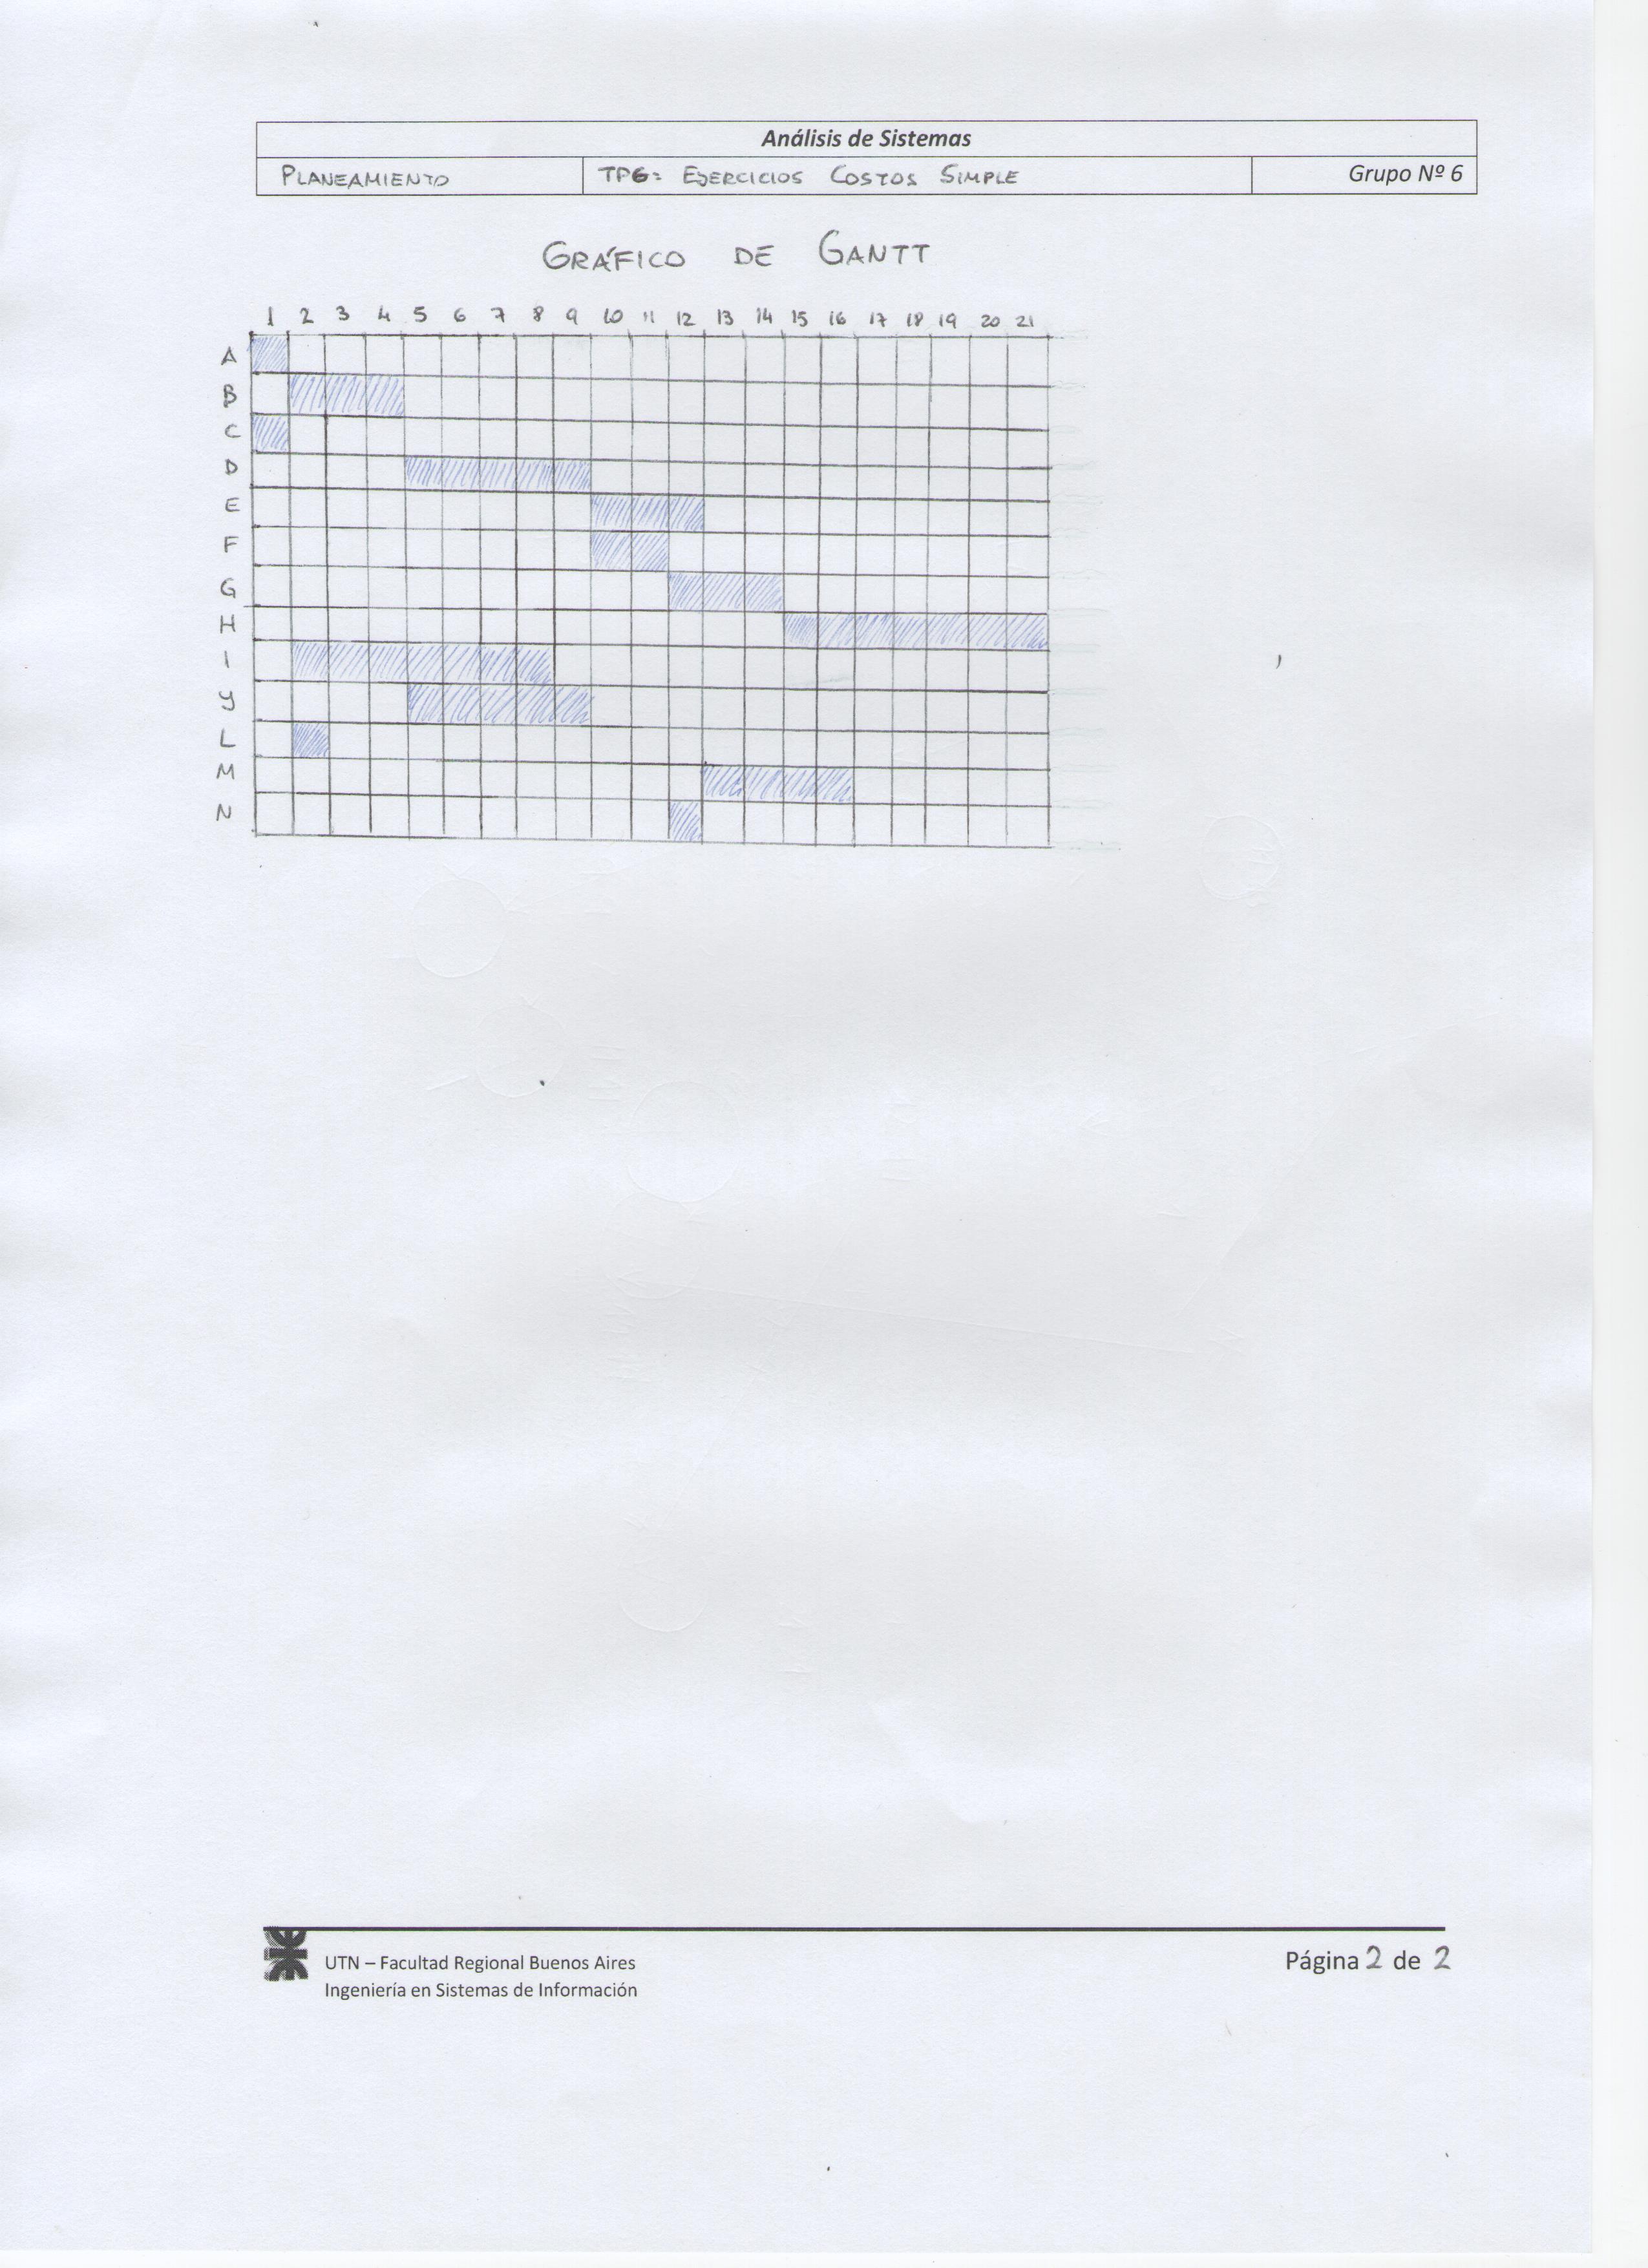 Análisis de Sistemas
PLANEAMIENTO TP6: EJERCICIOS COSTOS SIMPLE Grupo Nº 6
GRÁFICO DE GANTT
1 2 3 4 5 6 7 8 9 10 11 12 13 14 15 16 17 18 19 20 21
A
B
C
D
E
F
G
H
I
Y
L
M
N
UTN – Facultad Regional Buenos Aires
Ingeniería en Sistemas de Información
Página 2 de 2